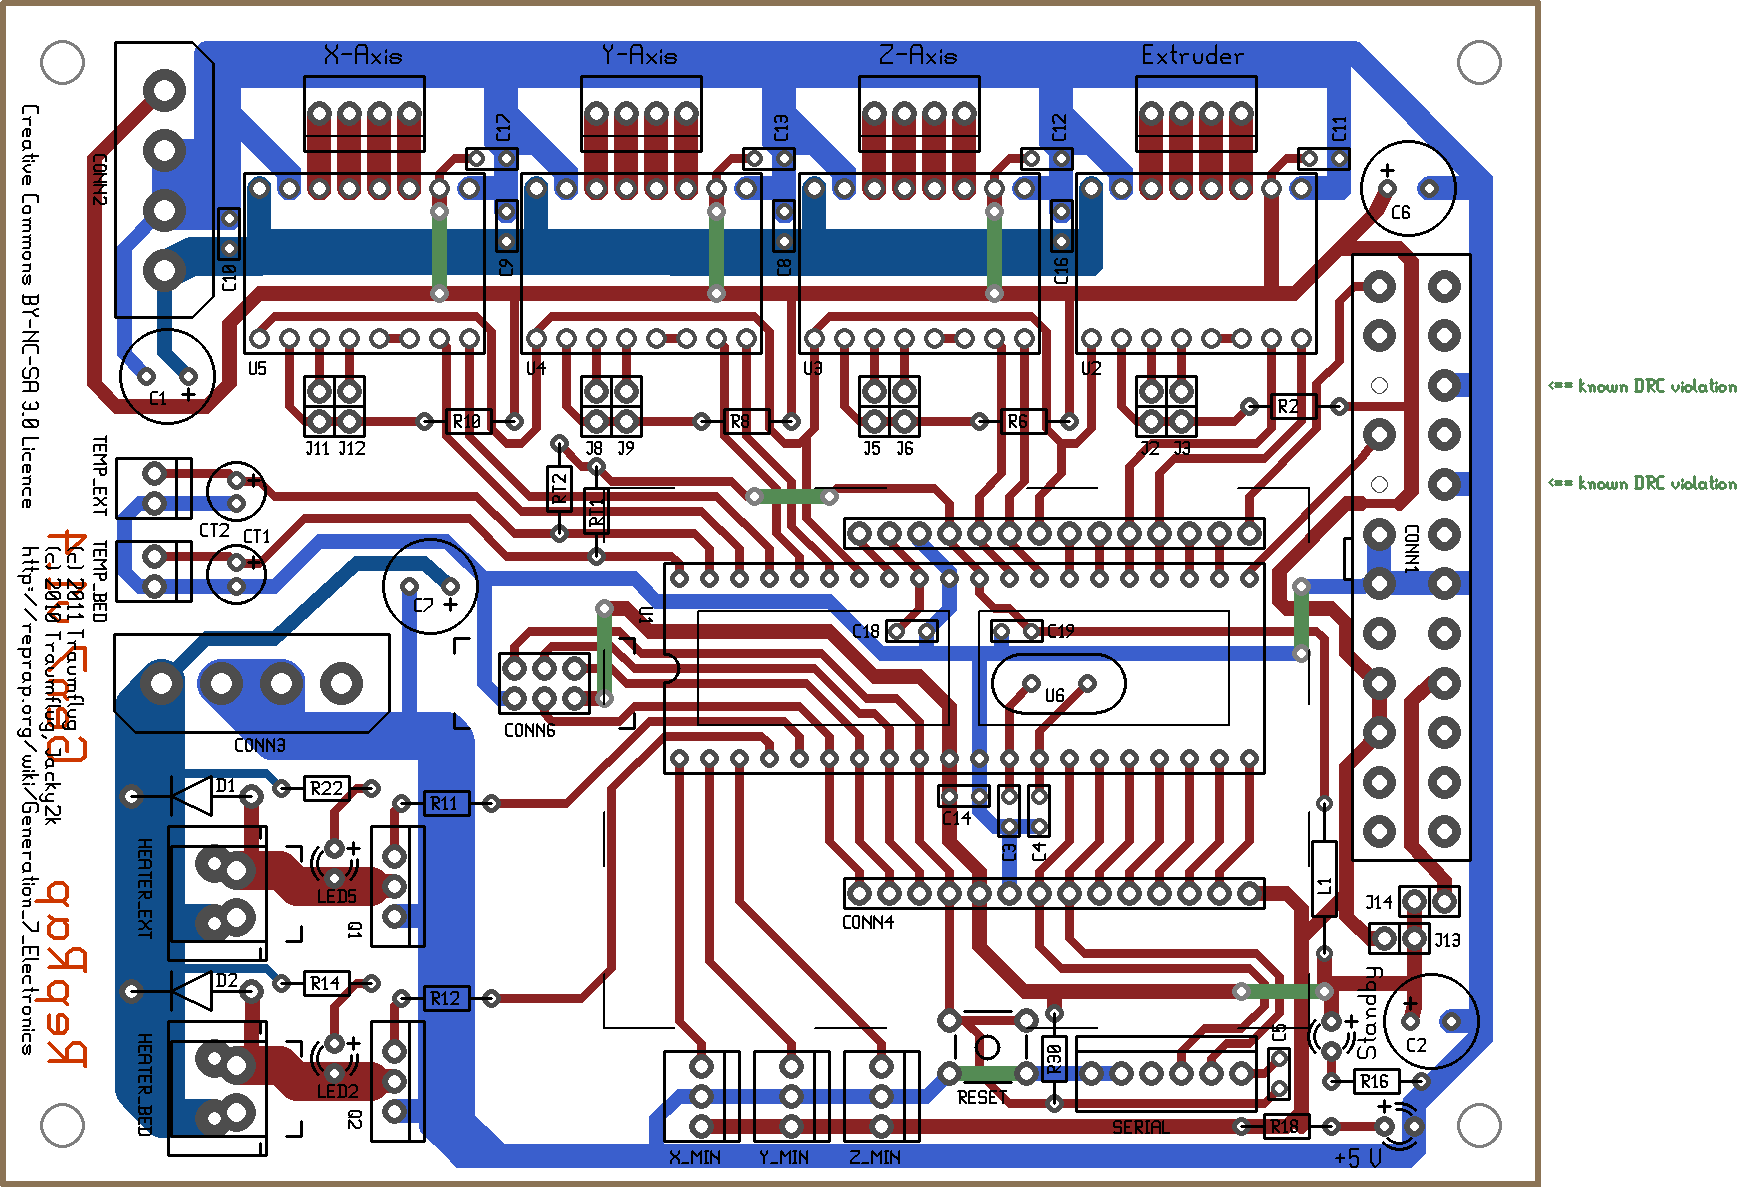 X-Axis
Y-Axis
Z-Axis
Extruder
C17
C13
C12
C11
CONN2
C10
C9
C8
C16
C6
+
U5
U4
U3
U2
C1
+
J11 J12
R10
J8 J9
R8
J5 J6
R6
J2 J3
R2
<== known DRC violation
<== known DRC violation
TEMP_EXT
CT2
+
RT2
RT1
TEMP_BED
CT1
+
C7
+
U1
CONN1
C18
C19
U6
CONN6
CONN3
D1
R22
R11
C14
C3
C4
HEATER_EXT
LED5
+
Q1
CONN4
L1
J14
J13
D2
R14
R12
HEATER_BED
LED2
+
Q2
RESET
R30
SERIAL
C5
Standby
+
C2
+
R16
R18
+
+5 V
X_MIN
Y_MIN
Z_MIN
Creative Commons BY-NC-SA 3.0 Licence
(c) 2011 Traumflug
(c) 2010 Traumflug, Jacky2k
http://reprap.org/wiki/Generation_7_Electronics
RepRap